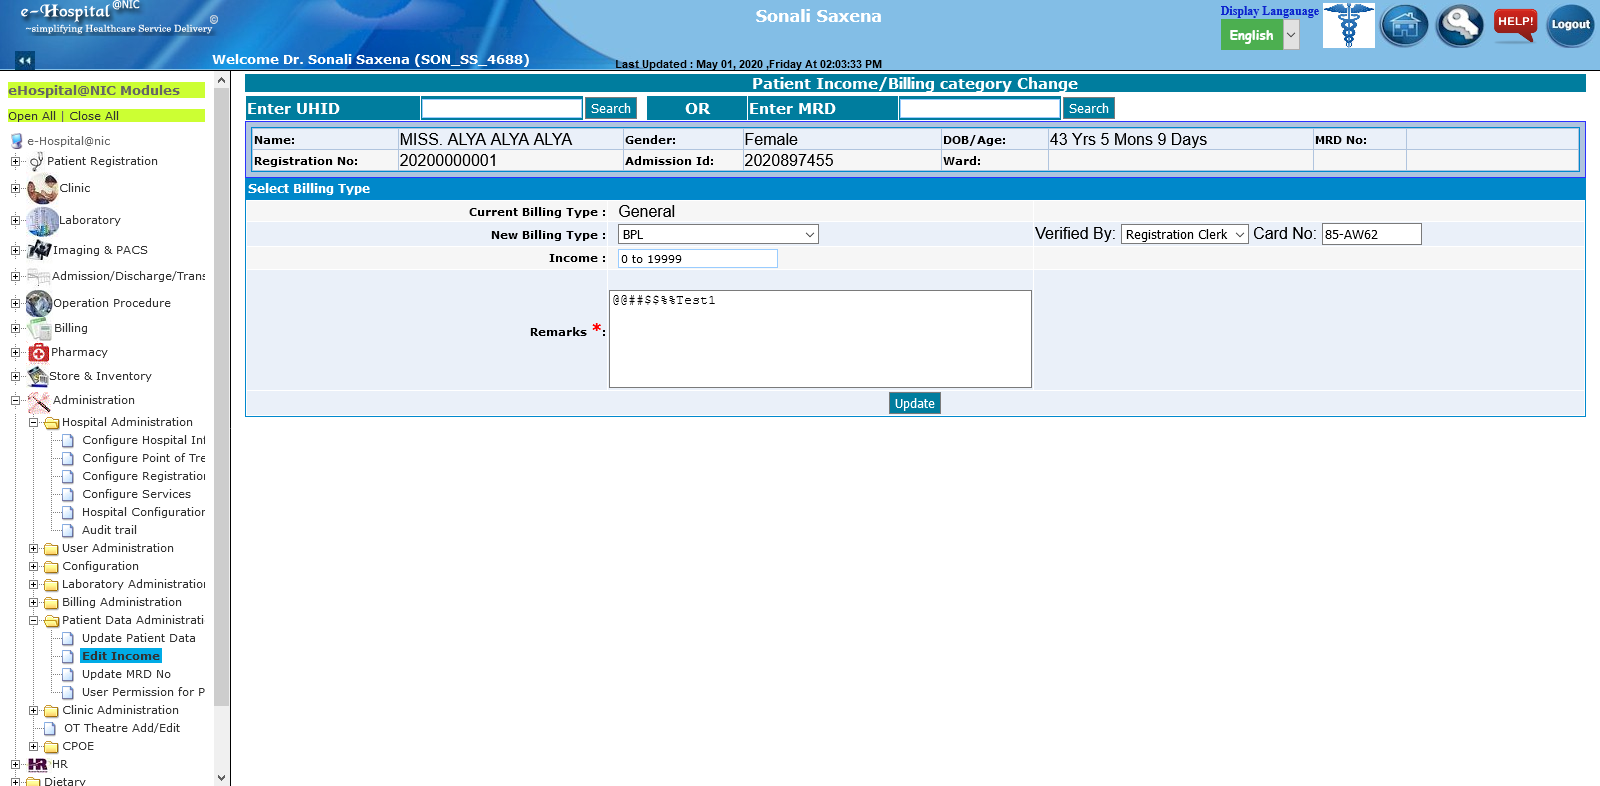 e-Hospital @NIC ©
~simplifying Healthcare Service Delivery
Welcome Dr. Sonali Saxena (SON_SS_4688)
Sonali Saxena
Last Updated : May 01, 2020 ,Friday At 02:03:33 PM
Display Langauage
English
HELP!
Logout
eHospital@NIC Modules
Open All | Close All
e-Hospital@nic
Patient Registration
Clinic
Laboratory
Imaging & PACS
Admission/Discharge/Trans
Operation Procedure
Billing
Pharmacy
Store & Inventory
Administration
Hospital Administration
Configure Hospital Inf
Configure Point of Tre
Configure Registration
Configure Services
Hospital Configuration
Audit trail
User Administration
Configuration
Laboratory Administration
Billing Administration
Patient Data Administrati
Update Patient Data
Edit Income
Update MRD No
User Permission for P
Clinic Administration
OT Theatre Add/Edit
CPOE
HR HR
Dietary
Patient Income/Billing category Change
Enter UHID Search OR Enter MRD Search
Name: MISS. ALYA ALYA ALYA Gender: Female DOB/Age: 43 Yrs 5 Mons 9 Days MRD No:
Registration No: 20200000001 Admission Id: 2020897455 Ward:
Select Billing Type
Current Billing Type : General
New Billing Type : BPL Verified By: Registration Clerk Card No: 85-AW62
Income : 0 to 19999
Remarks *: @@##$$%%Test1
Update